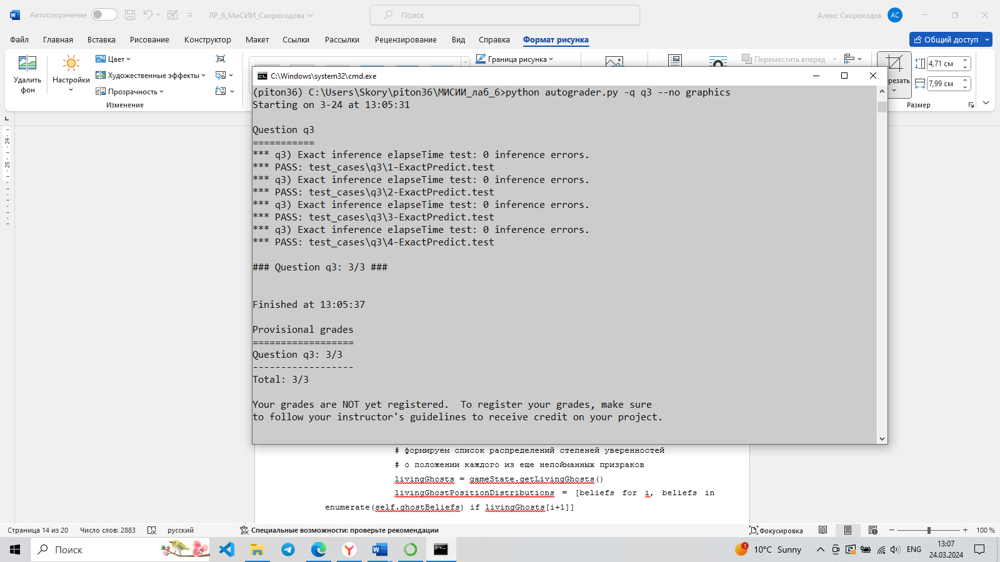 Автосохранение
ЛР_6_МиСИИ_Скороходова
Поиск
Алекс Скороходов
АС
Файл
Главная
Вставка
Рисование
Конструктор
Макет
Ссылки
Рассылки
Рецензирование
Вид
Справка
Формат рисунка
Общий доступ
Удалить фон
Настройки
Цвет
Художественные эффекты
Прозрачность
Изменение
Граница рисунка
Переместить вперед
4,71 см
7,99 см
Размер
C:\Windows\system32\cmd.exe
(piton36) C:\Users\Skory\piton36\МИСИИ_лаб_6>python autograder.py -q q3 --no graphics
Starting on 3-24 at 13:05:31
Question q3
===========
*** q3) Exact inference elapseTime test: 0 inference errors.
*** PASS: test_cases\q3\1-ExactPredict.test
*** q3) Exact inference elapseTime test: 0 inference errors.
*** PASS: test_cases\q3\2-ExactPredict.test
*** q3) Exact inference elapseTime test: 0 inference errors.
*** PASS: test_cases\q3\3-ExactPredict.test
*** q3) Exact inference elapseTime test: 0 inference errors.
*** PASS: test_cases\q3\4-ExactPredict.test
### Question q3: 3/3 ###
Finished at 13:05:37
Provisional grades
==================
Question q3: 3/3
------------------
Total: 3/3
Your grades are NOT yet registered.  To register your grades, make sure
to follow your instructor's guidelines to receive credit on your project.
# формируем список распределений степеней уверенностей
# о положении каждого из еще непойманных призраков
livingGhosts = gameState.getLivingGhosts()
livingGhostPositionDistributions = [beliefs for i, beliefs in
enumerate(self.ghostBeliefs) if livingGhosts[i+1]]
24
25
Страница 14 из 20
Число слов: 2883
русский
Специальные возможности: проверьте рекомендации
Фокусировка
100 %
Поиск
1
10°C Sunny
ENG
13:07
24.03.2024